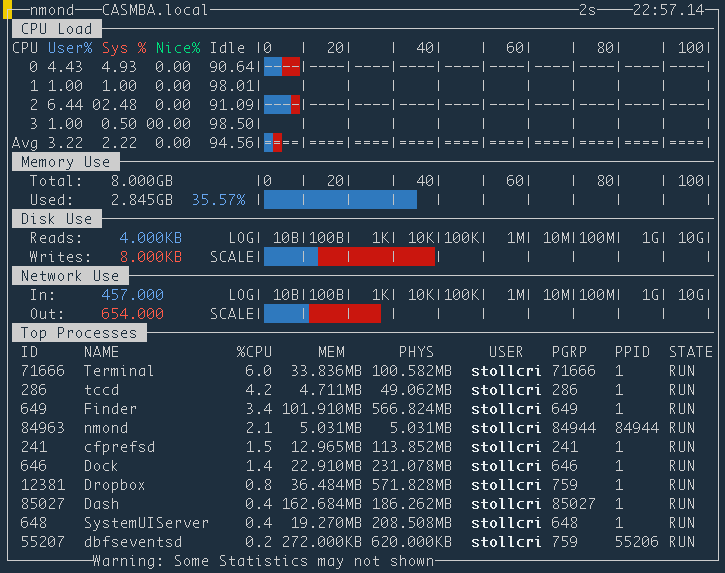 nmond CASMBA.local 2s 22:57.14
CPU Load
CPU User% Sys % Nice% Idle |0 | 20| | 40| | 60| | 80| | 100|
0 4.43 4.93 0.00 90.64|
1 1.00 1.00 0.00 98.01|
2 6.44 02.48 0.00 91.09|
3 1.00 0.50 00.00 98.50|
Avg 3.22 2.22 0.00 94.56|
Memory Use
Total: 8.000GB |0 | 20| | 40| | 60| | 80| | 100|
Used: 2.845GB 35.57% |
Disk Use
Reads: 4.000KB LOG| 10B|100B| 1K| 10K|100K| 1M| 10M|100M| 1G| 10G|
Writes: 8.000KB SCALE|
Network Use
In: 457.000 LOG| 10B|100B| 1K| 10K|100K| 1M| 10M|100M| 1G| 10G|
Out: 654.000 SCALE|
Top Processes
ID NAME %CPU MEM PHYS USER PGRP PPID STATE
71666 Terminal 6.0 33.836MB 100.582MB stollcri 71666 1 RUN
286 tccd 4.2 4.711MB 49.062MB stollcri 286 1 RUN
649 Finder 3.4 101.910MB 566.824MB stollcri 649 1 RUN
84963 nmond 2.1 5.031MB 5.031MB stollcri 84944 84944 RUN
241 cfprefsd 1.5 12.965MB 113.852MB stollcri 241 1 RUN
646 Dock 1.4 22.910MB 231.078MB stollcri 646 1 RUN
12381 Dropbox 0.8 36.484MB 571.828MB stollcri 759 1 RUN
85027 Dash 0.4 162.684MB 186.262MB stollcri 85027 1 RUN
648 SystemUIServer 0.4 19.270MB 208.508MB stollcri 648 1 RUN
55207 dbfseventsd 0.2 272.000KB 620.000KB stollcri 759 55206 RUN
Warning: Some Statistics may not shown